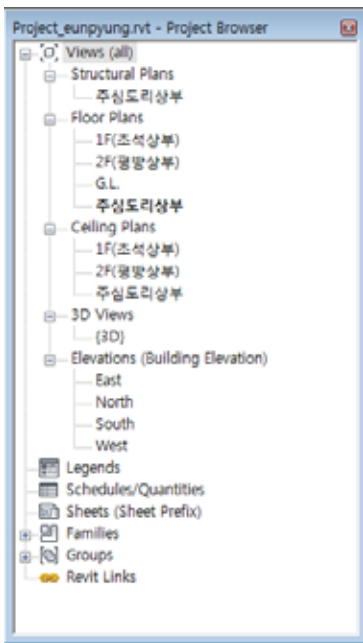 Project_eunpyung.rvt - Project Browser
Views (all)
Structural Plans
주심도리상부
Floor Plans
1F(초석상부)
2F(평방상부)
G.L.
주심도리상부
Ceiling Plans
1F(초석상부)
2F(평방상부)
주심도리상부
3D Views
{3D}
Elevations (Building Elevation)
East
North
South
West
Legends
Schedules/Quantities
Sheets (Sheet Prefix)
Families
Groups
Revit Links